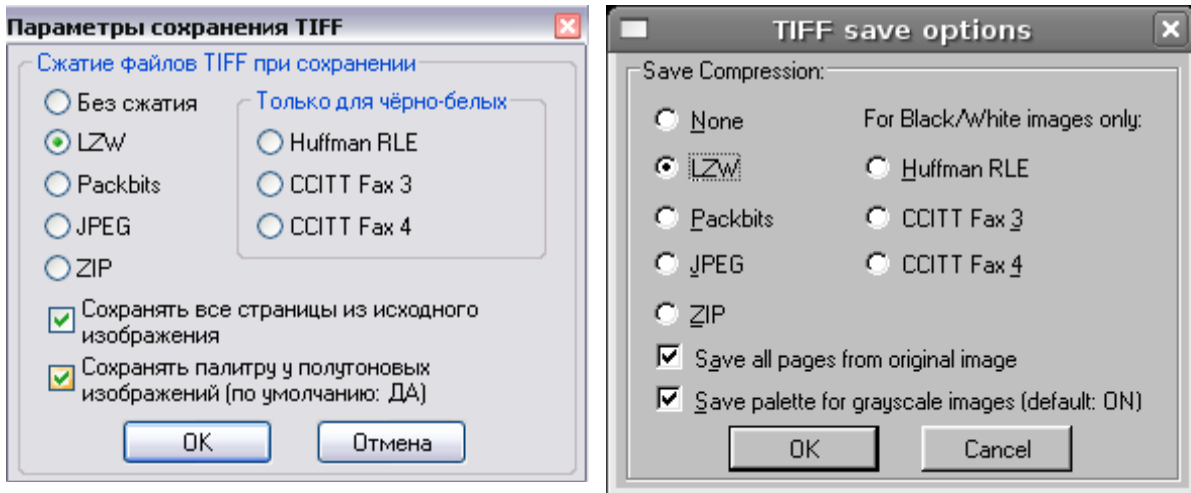 Параметры сохранения TIFF
Сжатие файлов TIFF при сохранении
Без сжатия
LZW
Packbits
JPEG
ZIP
Только для чёрно-белых
Huffman RLE
CCITT Fax 3
CCITT Fax 4
Сохранять все страницы из исходного
изображения
Сохранять палитру у полутоновых
изображений (по умолчанию: ДА)
OK
Отмена
TIFF save options
Save Compression:
None
LZW
Packbits
JPEG
ZIP
For Black/White images only:
Huffman RLE
CCITT Fax 3
CCITT Fax 4
Save all pages from original image
Save palette for grayscale images (default: ON)
OK
Cancel